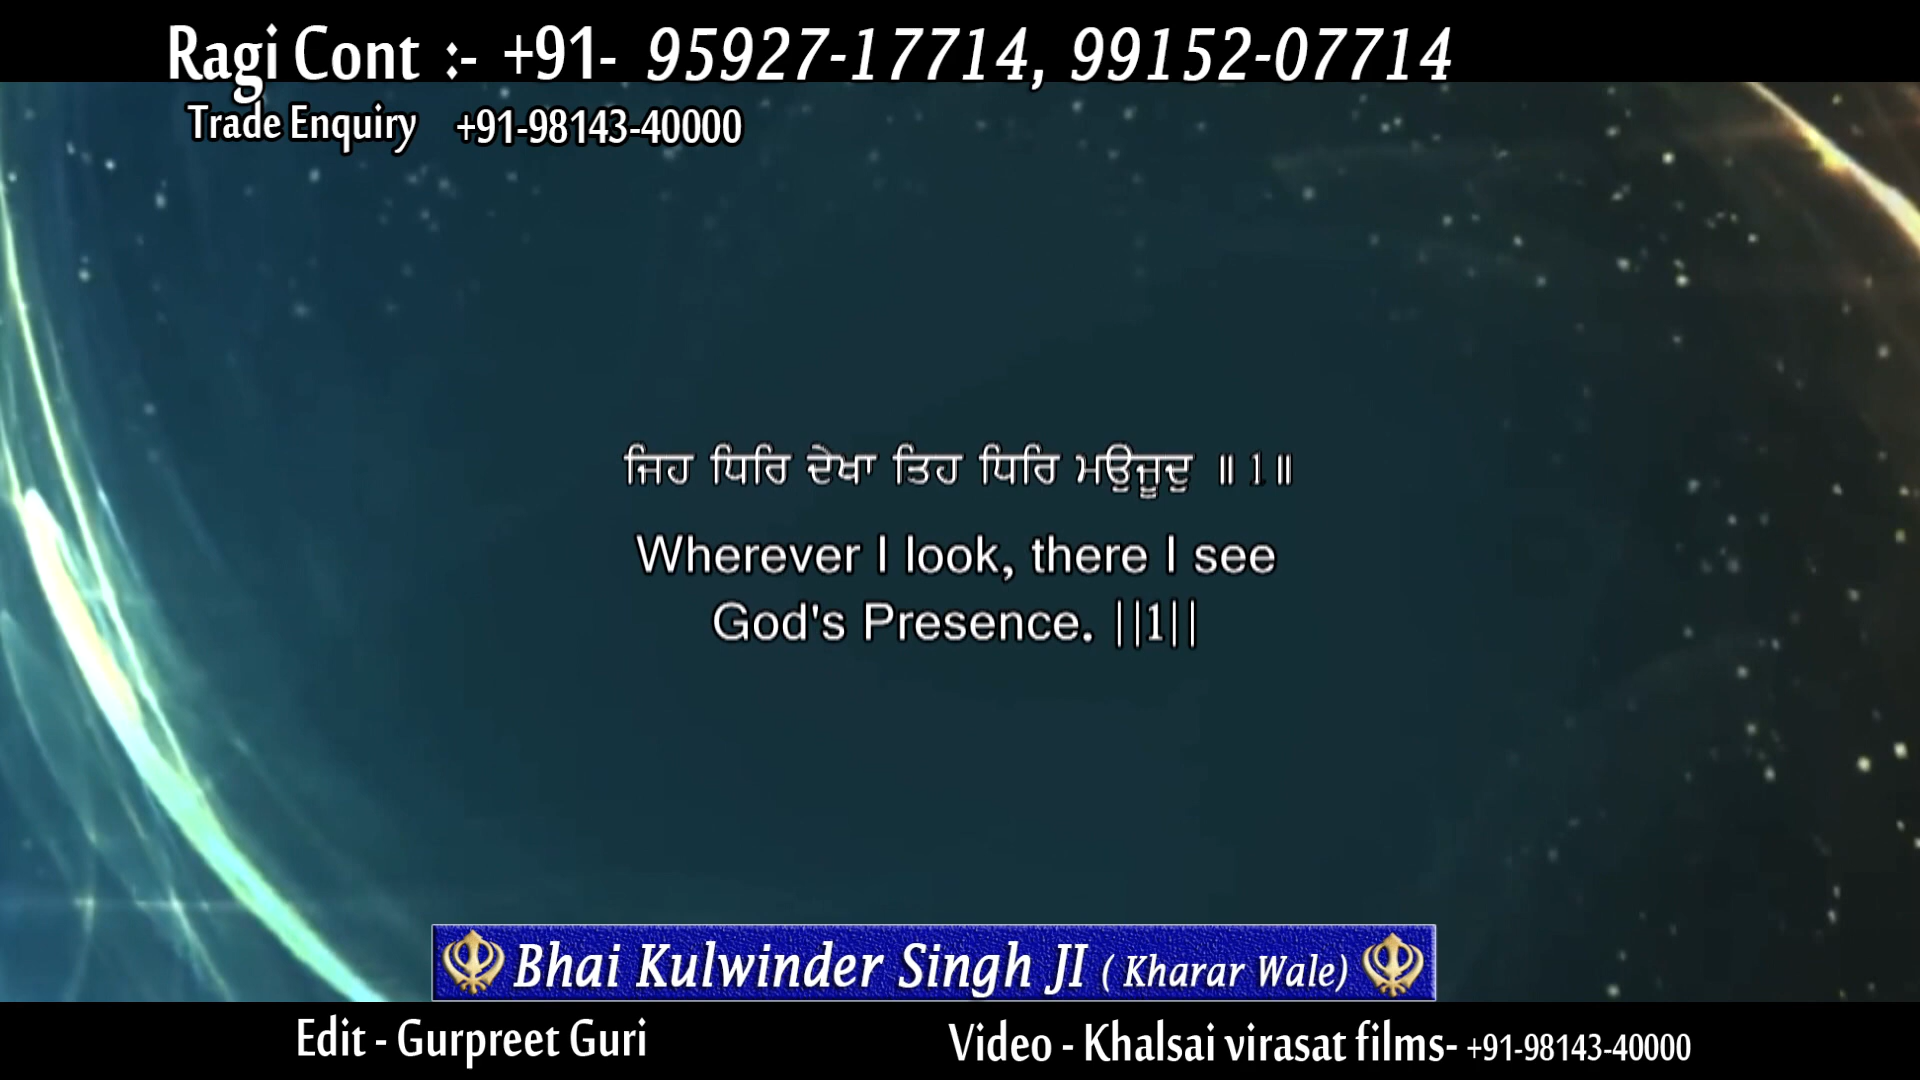 Ragi Cont :- +91- 95927-17714, 99152-07714
Trade Enquiry +91-98143-40000
ਜਿਹ ਧਿਰਿ ਦੇਖਾ ਤਿਹ ਧਿਰਿ ਮਉਜੂਦੁ ॥ 1॥
Wherever I look, there I see
God's Presence. ||1||
Bhai Kulwinder Singh JI ( Kharar Wale)
Edit - Gurpreet Guri
Video - Khalsai virasat films- +91-98143-40000